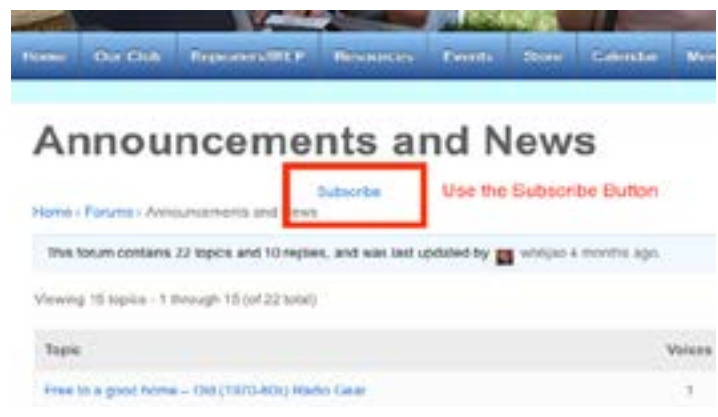 Home Our Club Repeaters/IRLP Resources Events Store Calendar
Announcements and News
Subscribe Use the Subscribe Button
Home › Forums › Announcements and News
This forum contains 22 topics and 10 replies, and was last updated by 4 months ago.
Viewing 15 topics - 1 through 15 (of 22 total)
Topic Voices
Free to a good home – Old (1970-80s) Radio Gear 1